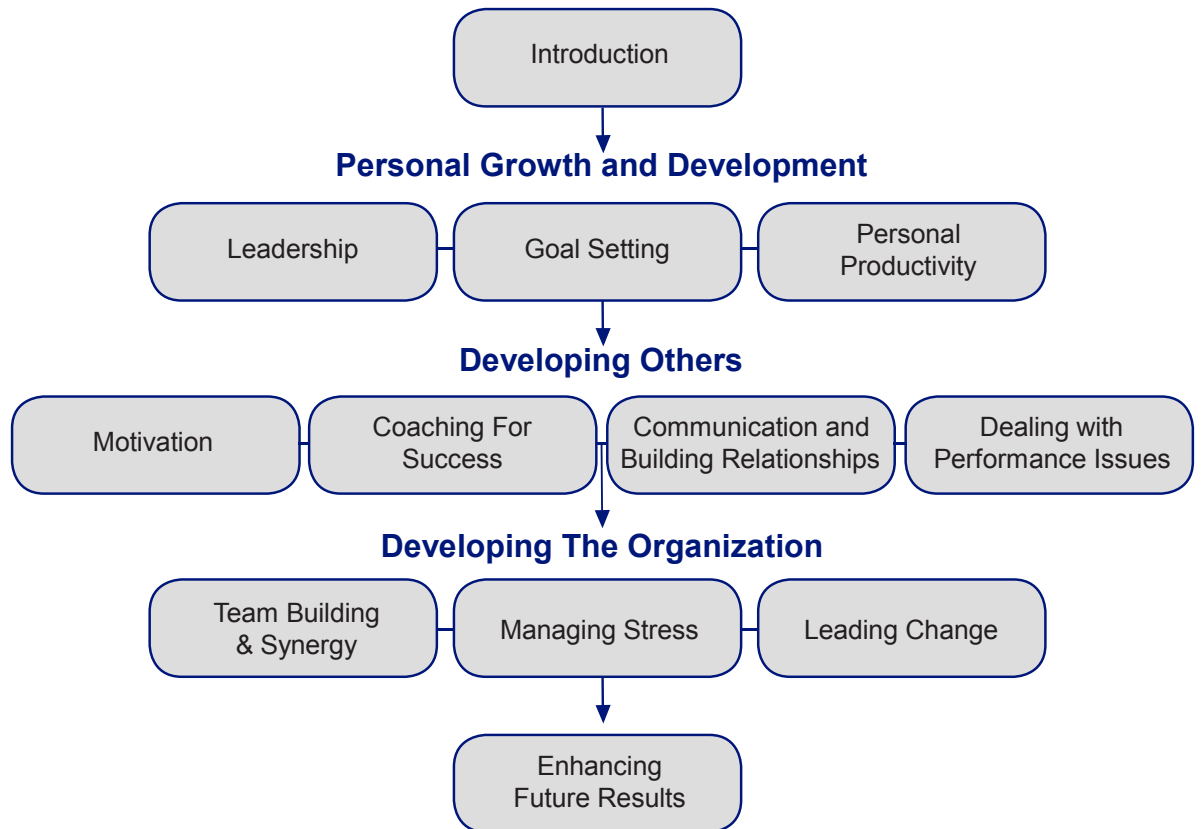 Introduction
Personal Growth and Development
Leadership
Goal Setting
Personal
Productivity
Developing Others
Motivation
Coaching For
Success
Communication and
Building Relationships
Dealing with
Performance Issues
Developing The Organization
Team Building
& Synergy
Managing Stress
Leading Change
Enhancing
Future Results